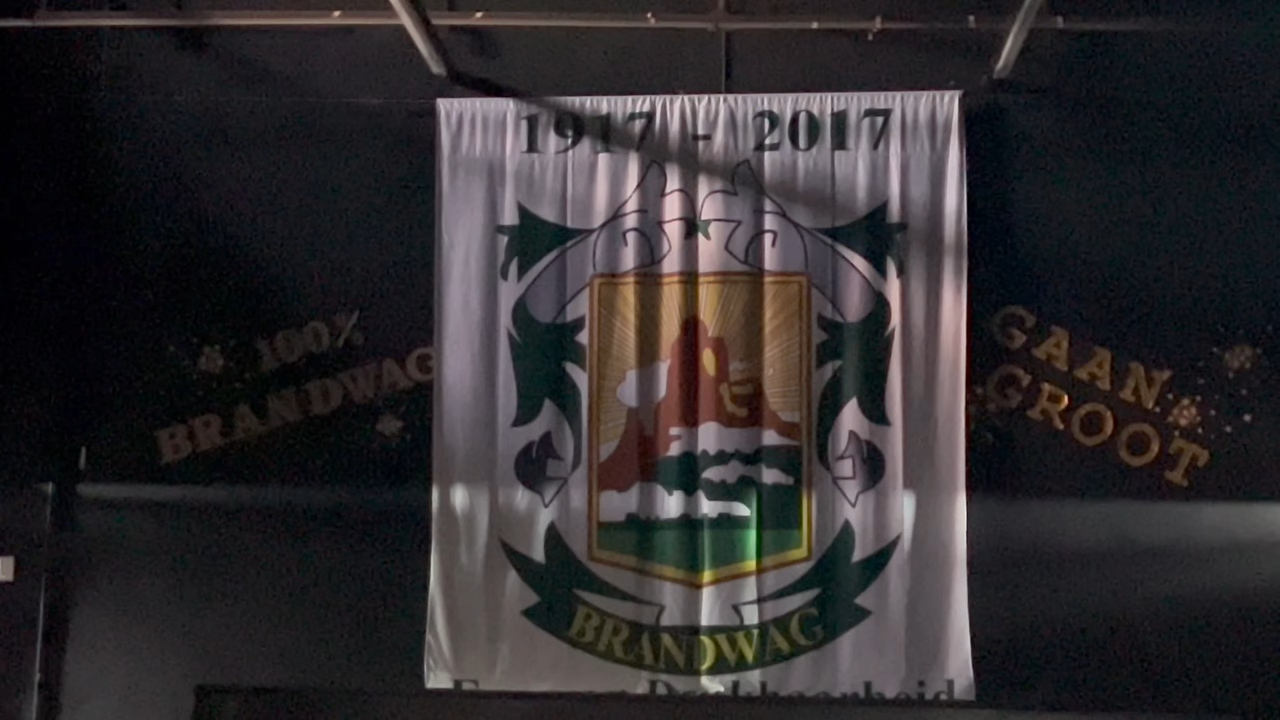 1917 - 2017
100%
BRANDWAG
GAAN
GROOT
BRANDWAG